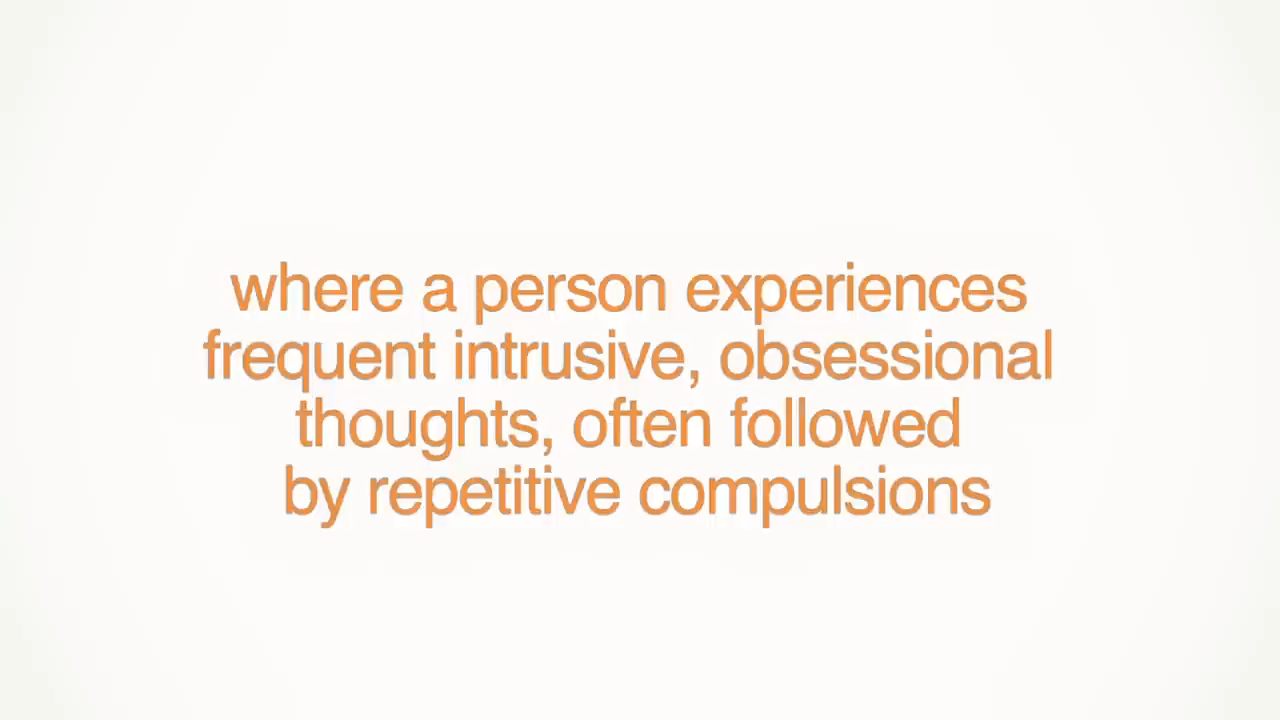 where a person experiences
frequent intrusive, obsessional
thoughts, often followed
by repetitive compulsions